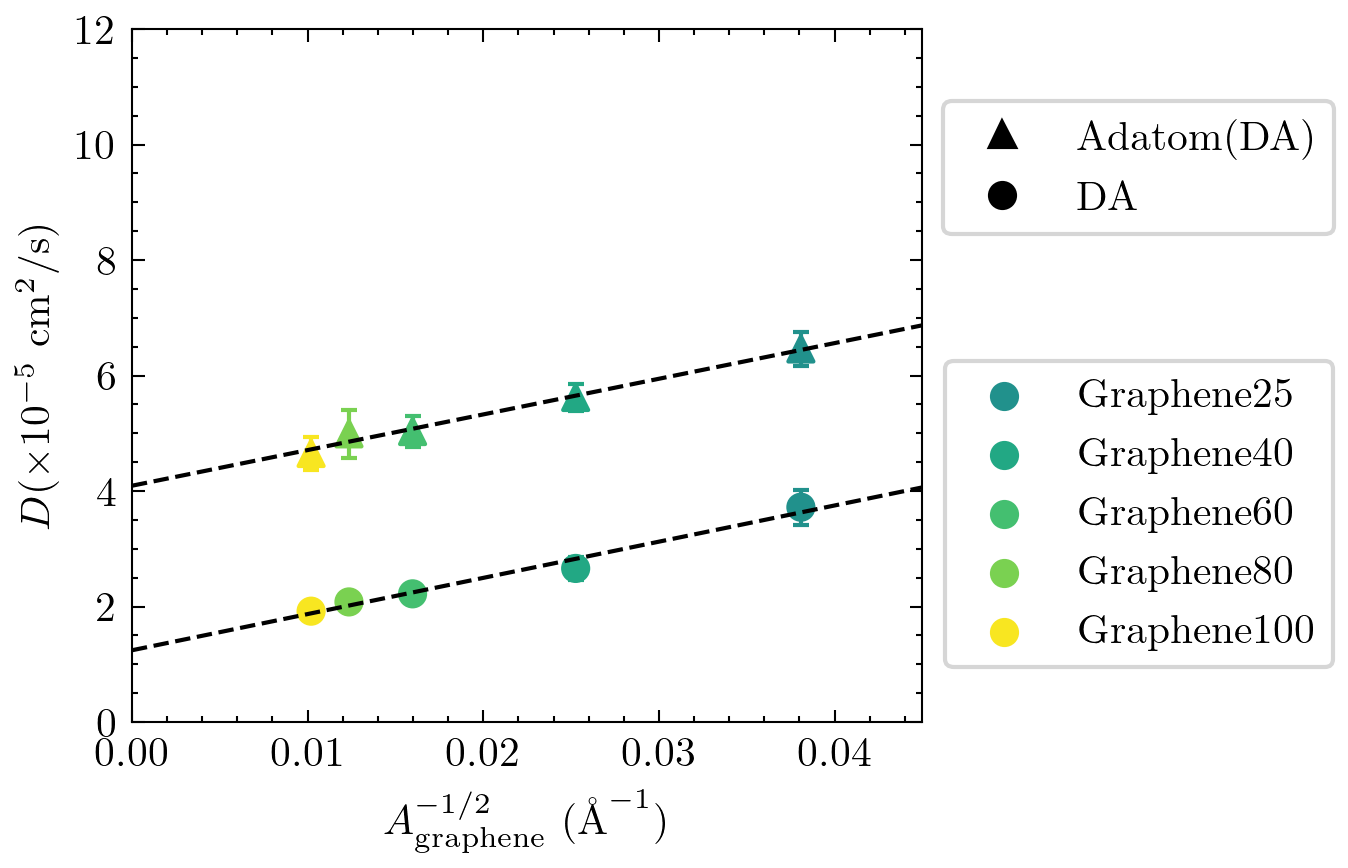 12
10
8
6
4
2
0
0.00 0.01 0.02 0.03 0.04
D(×10⁻⁵ cm²/s)
A_graphene^{-1/2} (Å⁻¹)
Adatom(DA)
DA
Graphene25
Graphene40
Graphene60
Graphene80
Graphene100